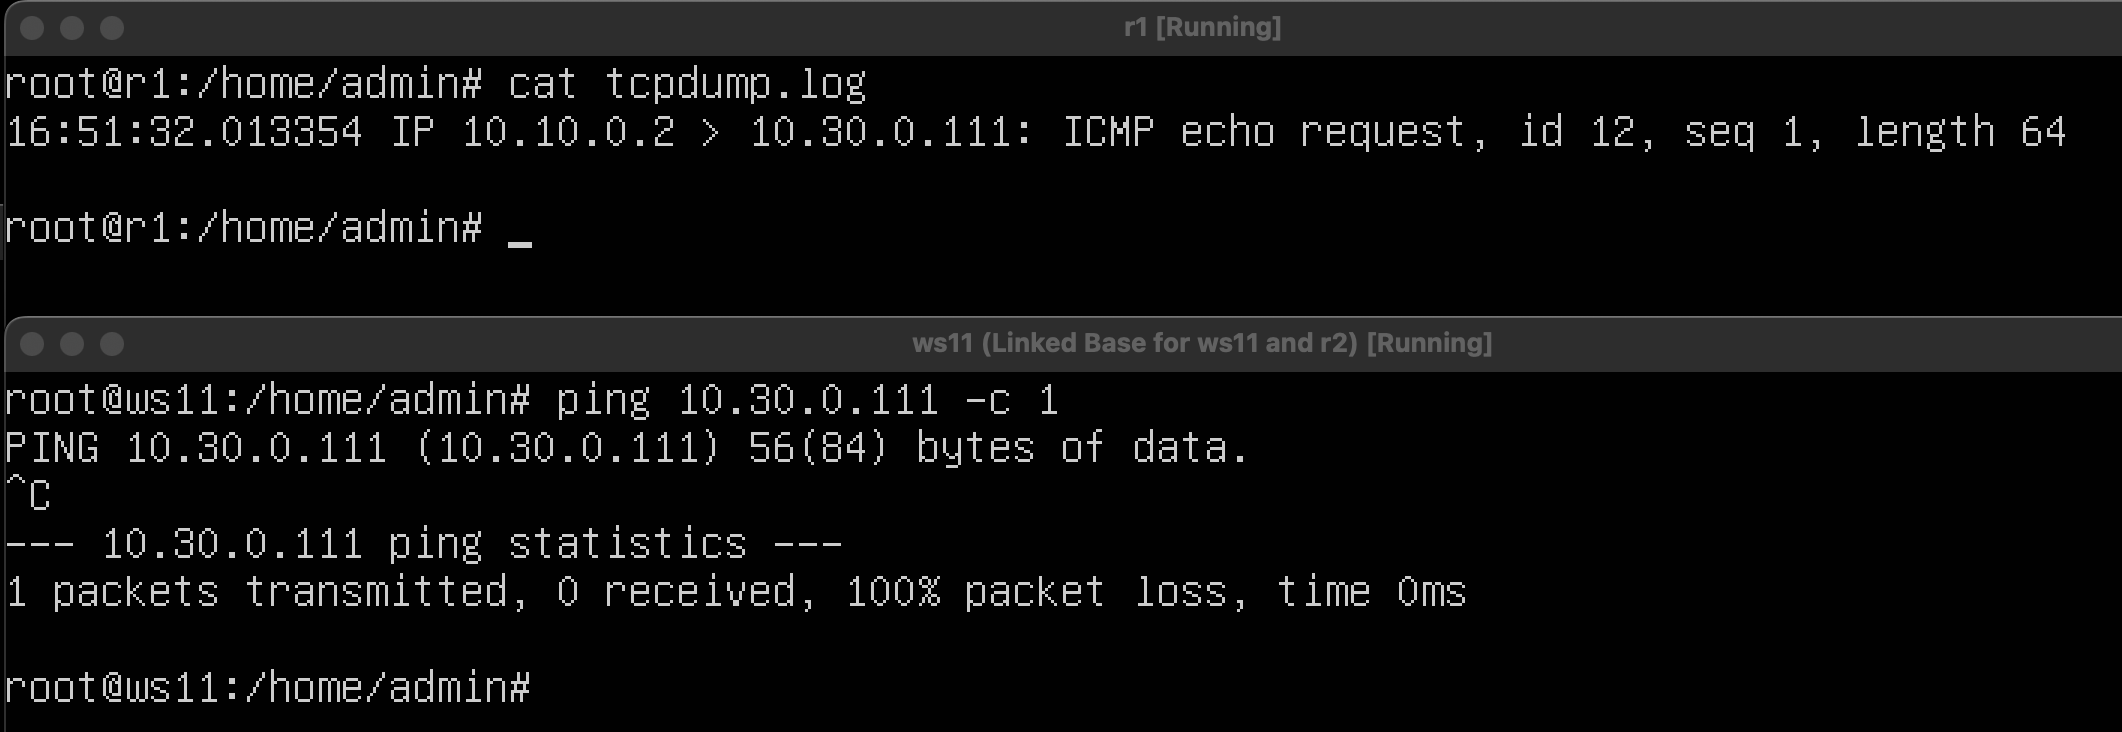 r1 [Running]
root@r1:/home/admin# cat tcpdump.log
16:51:32.013354 IP 10.10.0.2 > 10.30.0.111: ICMP echo request, id 12, seq 1, length 64
root@r1:/home/admin# _
ws11 (Linked Base for ws11 and r2) [Running]
root@ws11:/home/admin# ping 10.30.0.111 -c 1
PING 10.30.0.111 (10.30.0.111) 56(84) bytes of data.
^C
--- 10.30.0.111 ping statistics ---
1 packets transmitted, 0 received, 100% packet loss, time 0ms
root@ws11:/home/admin#